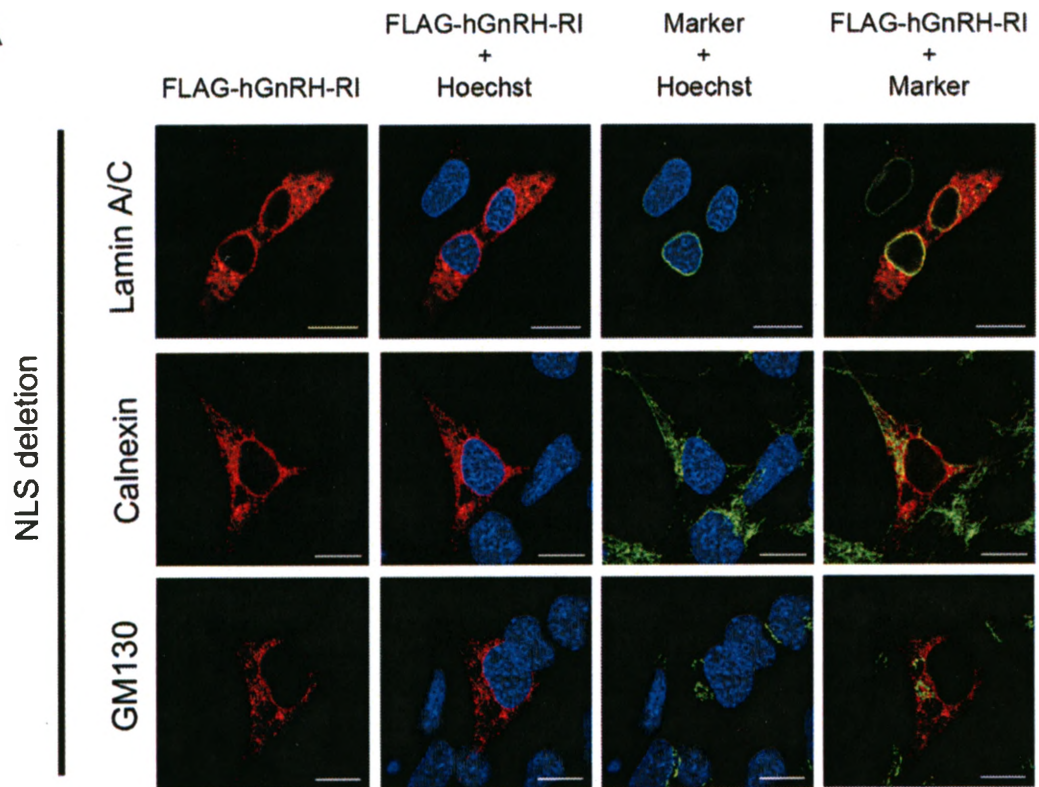 FLAG-hGnRH-RI
+
Hoechst
Marker
+
Hoechst
FLAG-hGnRH-RI
+
Marker
FLAG-hGnRH-RI
NLS deletion
Lamin A/C
Calnexin
GM130